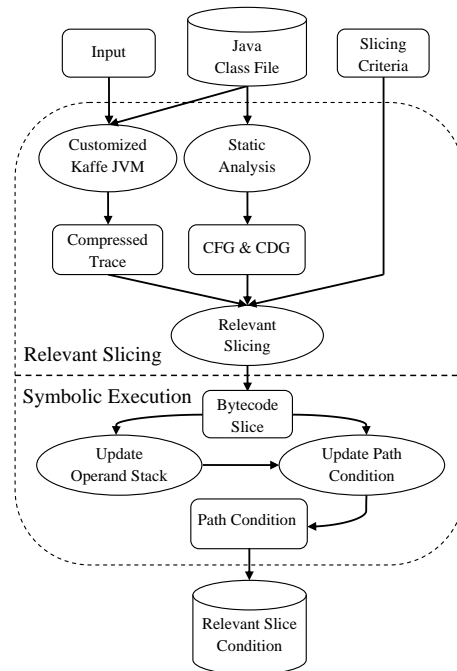 Input
Java
Class File
Slicing
Criteria
Customized
Kaffe JVM
Static
Analysis
Compressed
Trace
CFG & CDG
Relevant
Slicing
Relevant Slicing
Symbolic Execution
Bytecode
Slice
Update
Operand Stack
Update Path
Condition
Path Condition
Relevant Slice
Condition